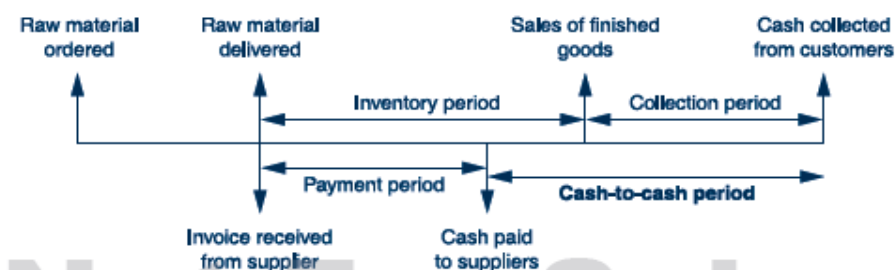 Raw material
ordered
Raw material
delivered
Sales of finished
goods
Cash collected
from customers
Inventory period
Collection period
Payment period
Cash-to-cash period
Invoice received
from supplier
Cash paid
to suppliers